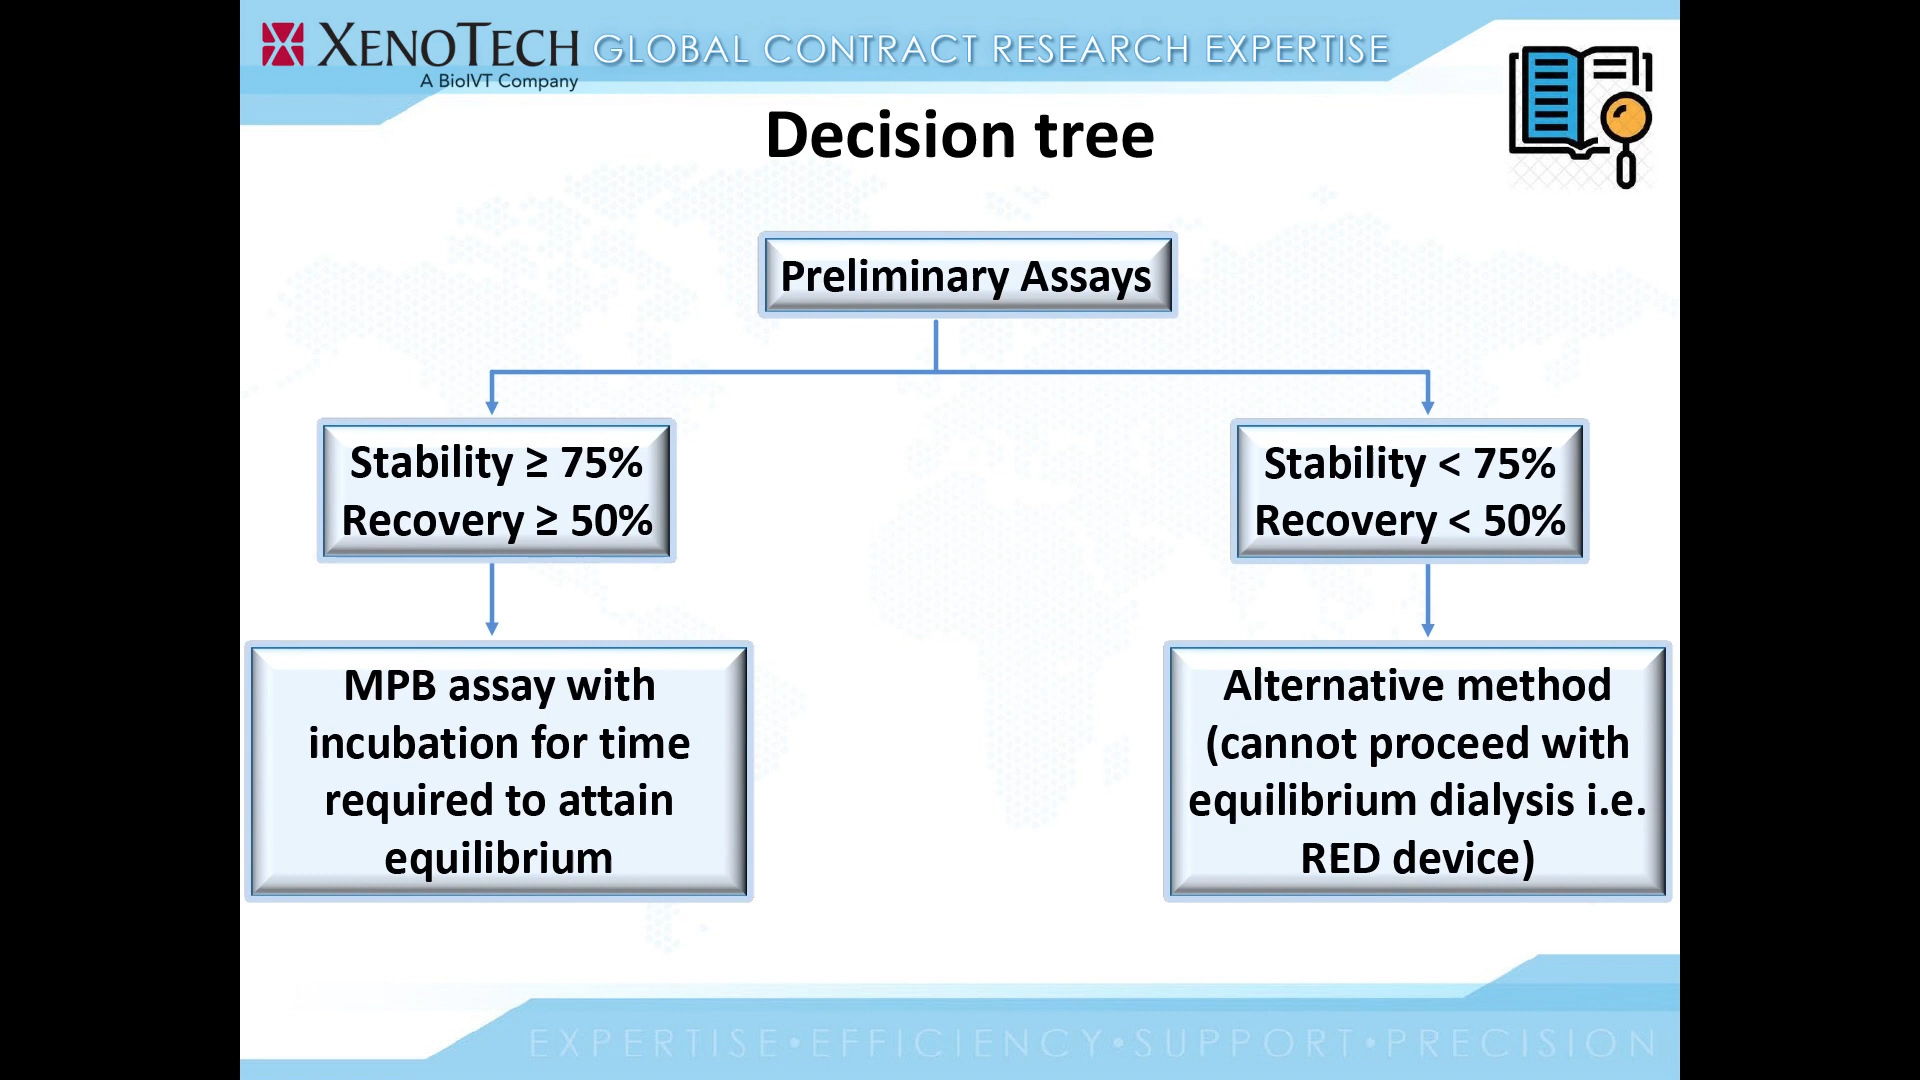 XENOTECH GLOBAL CONTRACT RESEARCH EXPERTISE
A BioIVT Company
Decision tree
Preliminary Assays
Stability ≥ 75%
Recovery ≥ 50%
Stability < 75%
Recovery < 50%
MPB assay with
incubation for time
required to attain
equilibrium
Alternative method
(cannot proceed with
equilibrium dialysis i.e.
RED device)
EXPERTISE•EFFICIENCY•SUPPORT•PRECISION